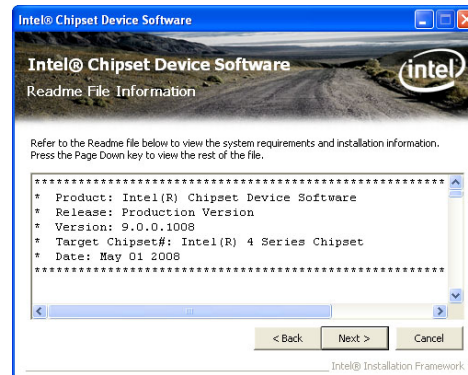 Intel® Chipset Device Software
Intel® Chipset Device Software
intel
Readme File Information
Refer to the Readme file below to view the system requirements and installation information.
Press the Page Down key to view the rest of the file.
************************************************************
* Product: Intel(R) Chipset Device Software
* Release: Production Version
* Version: 9.0.0.1008
* Target Chipset#: Intel(R) 4 Series Chipset
* Date: May 01 2008
************************************************************
< Back
Next >
Cancel
Intel® Installation Framework